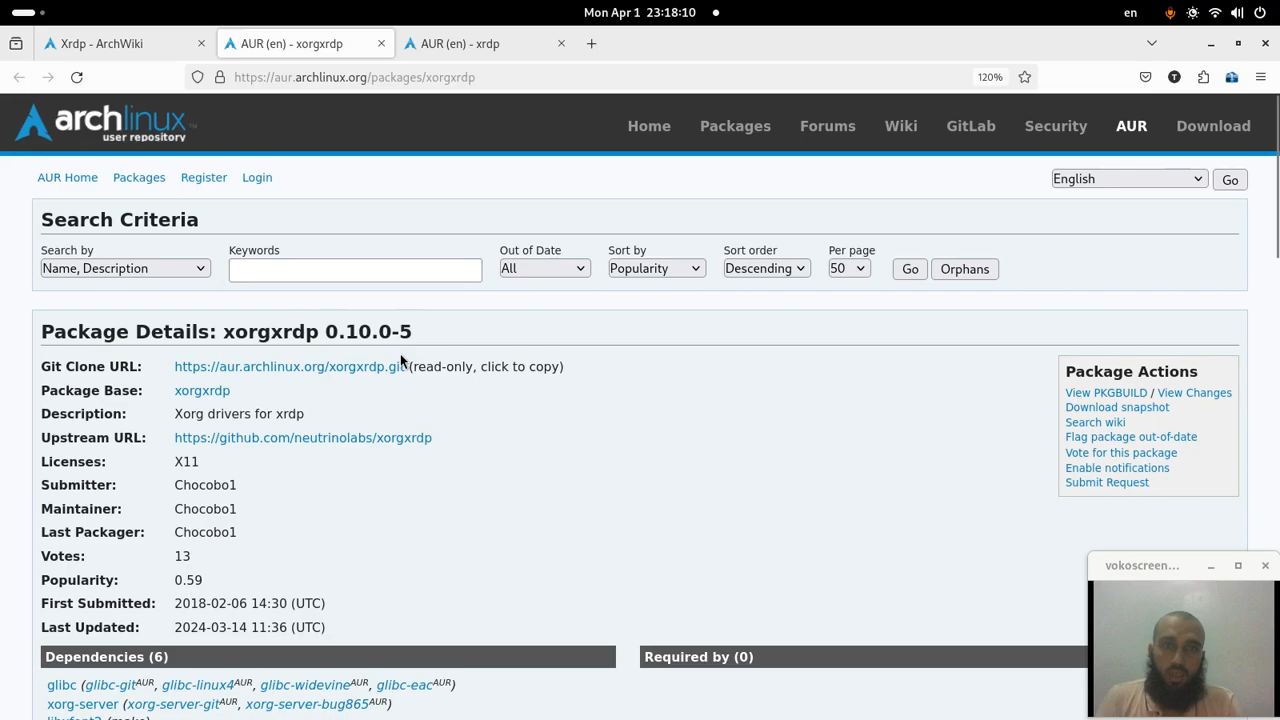 Mon Apr 1 23:18:10
en
Xrdp - ArchWiki
AUR (en) - xorgxrdp
AUR (en) - xrdp
https://aur.archlinux.org/packages/xorgxrdp
120%
T
archlinux
user repository
Home Packages Forums Wiki GitLab Security AUR Download
AUR Home Packages Register Login
English Go
Search Criteria
Search by Keywords Out of Date Sort by Sort order Per page
Name, Description All Popularity Descending 50 Go Orphans
Package Details: xorgxrdp 0.10.0-5
Git Clone URL: https://aur.archlinux.org/xorgxrdp.git (read-only, click to copy)
Package Base: xorgxrdp
Description: Xorg drivers for xrdp
Upstream URL: https://github.com/neutrinolabs/xorgxrdp
Licenses: X11
Submitter: Chocobo1
Maintainer: Chocobo1
Last Packager: Chocobo1
Votes: 13
Popularity: 0.59
First Submitted: 2018-02-06 14:30 (UTC)
Last Updated: 2024-03-14 11:36 (UTC)
Package Actions
View PKGBUILD / View Changes
Download snapshot
Search wiki
Flag package out-of-date
Vote for this package
Enable notifications
Submit Request
vokoscreen...
Dependencies (6)
Required by (0)
glibc (glibc-gitAUR, glibc-linux4AUR, glibc-widevineAUR, glibc-eacAUR)
xorg-server (xorg-server-gitAUR, xorg-server-bug865AUR)